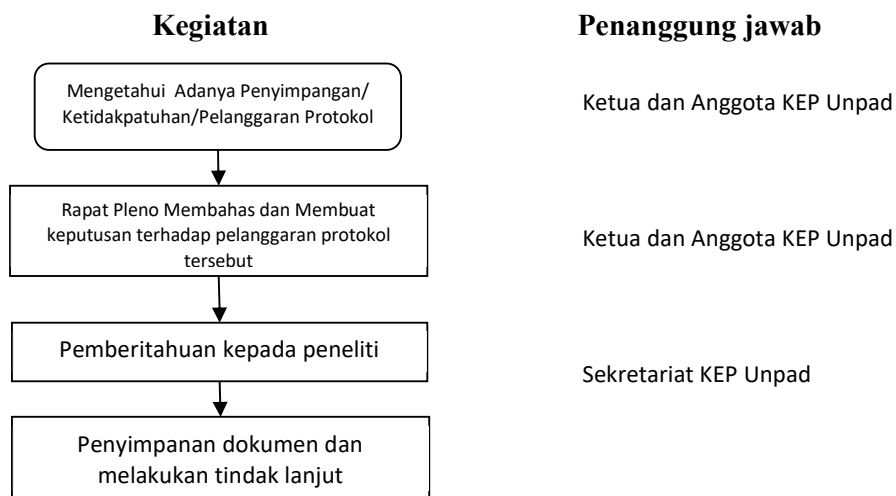 Kegiatan
Penanggung jawab
Mengetahui Adanya Penyimpangan/
Ketidakpatuhan/Pelanggaran Protokol
Ketua dan Anggota KEP Unpad
Rapat Pleno Membahas dan Membuat
keputusan terhadap pelanggaran protokol
tersebut
Ketua dan Anggota KEP Unpad
Pemberitahuan kepada peneliti
Sekretariat KEP Unpad
Penyimpanan dokumen dan
melakukan tindak lanjut